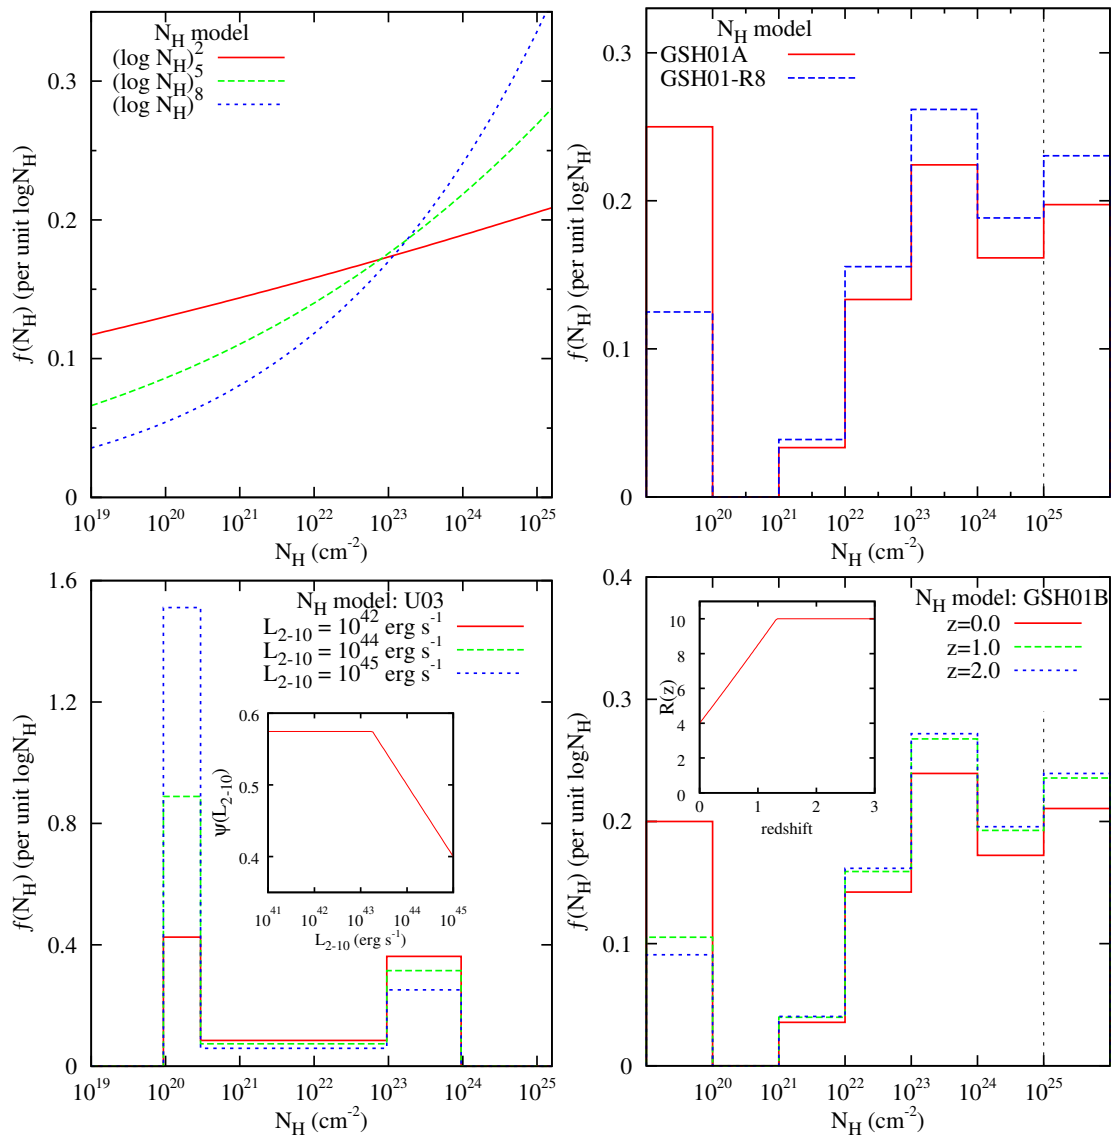 N_H model
(log N_H)^2
(log N_H)^5
(log N_H)^8
f(N_H) (per unit logN_H)
0.3
0.2
0.1
0
10^19 10^20 10^21 10^22 10^23 10^24 10^25
N_H (cm^-2)
N_H model
GSH01A
GSH01-R8
f(N_H) (per unit logN_H)
0.3
0.2
0.1
0
10^20 10^21 10^22 10^23 10^24 10^25
N_H (cm^-2)
N_H model: U03
L_2-10 = 10^42 erg s^-1
L_2-10 = 10^44 erg s^-1
L_2-10 = 10^45 erg s^-1
f(N_H) (per unit logN_H)
1.6
1.2
0.8
0.4
0
10^19 10^20 10^21 10^22 10^23 10^24 10^25
N_H (cm^-2)
ψ(L_2-10)
0.6
0.5
0.4
10^41 10^42 10^43 10^44 10^45
L_2-10 (erg s^-1)
N_H model: GSH01B
z=0.0
z=1.0
z=2.0
f(N_H) (per unit logN_H)
0.4
0.3
0.2
0.1
0
10^20 10^21 10^22 10^23 10^24 10^25
N_H (cm^-2)
R(z)
10
8
6
4
2
0
0 1 2 3
redshift